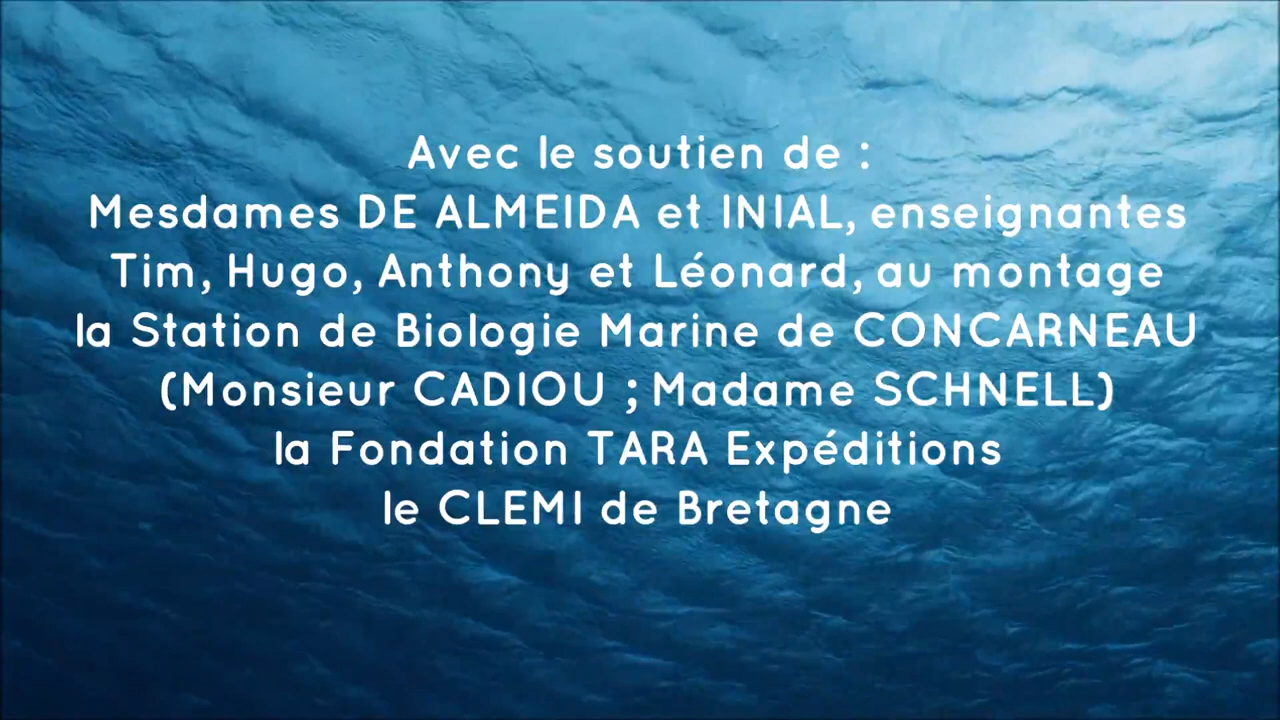 Avec le soutien de :
Mesdames DE ALMEIDA et INIAL, enseignantes
Tim, Hugo, Anthony et Léonard, au montage
la Station de Biologie Marine de CONCARNEAU
(Monsieur CADIOU ; Madame SCHNELL)
la Fondation TARA Expéditions
le CLEMI de Bretagne